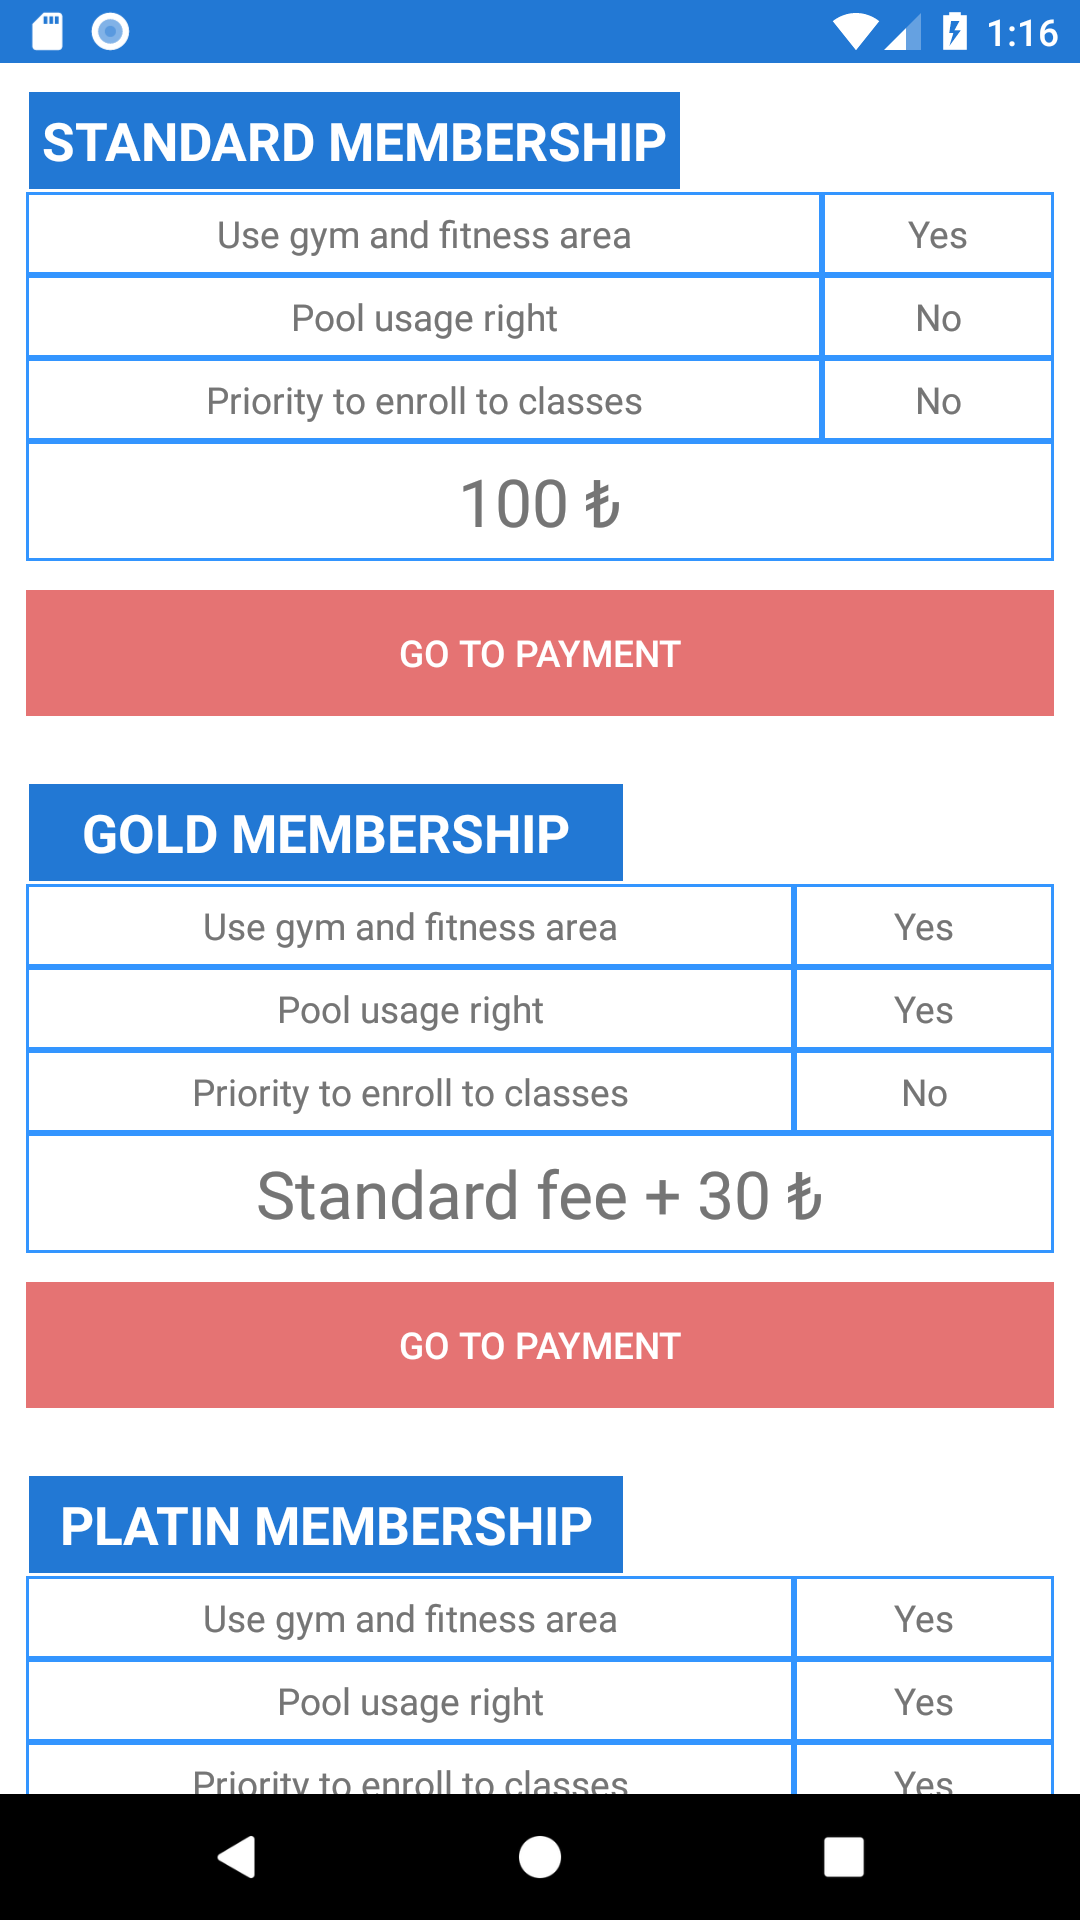 1:16
STANDARD MEMBERSHIP
Use gym and fitness area Yes
Pool usage right No
Priority to enroll to classes No
100 ₺
GO TO PAYMENT
GOLD MEMBERSHIP
Use gym and fitness area Yes
Pool usage right Yes
Priority to enroll to classes No
Standard fee + 30 ₺
GO TO PAYMENT
PLATIN MEMBERSHIP
Use gym and fitness area Yes
Pool usage right Yes
Priority to enroll to classes Yes